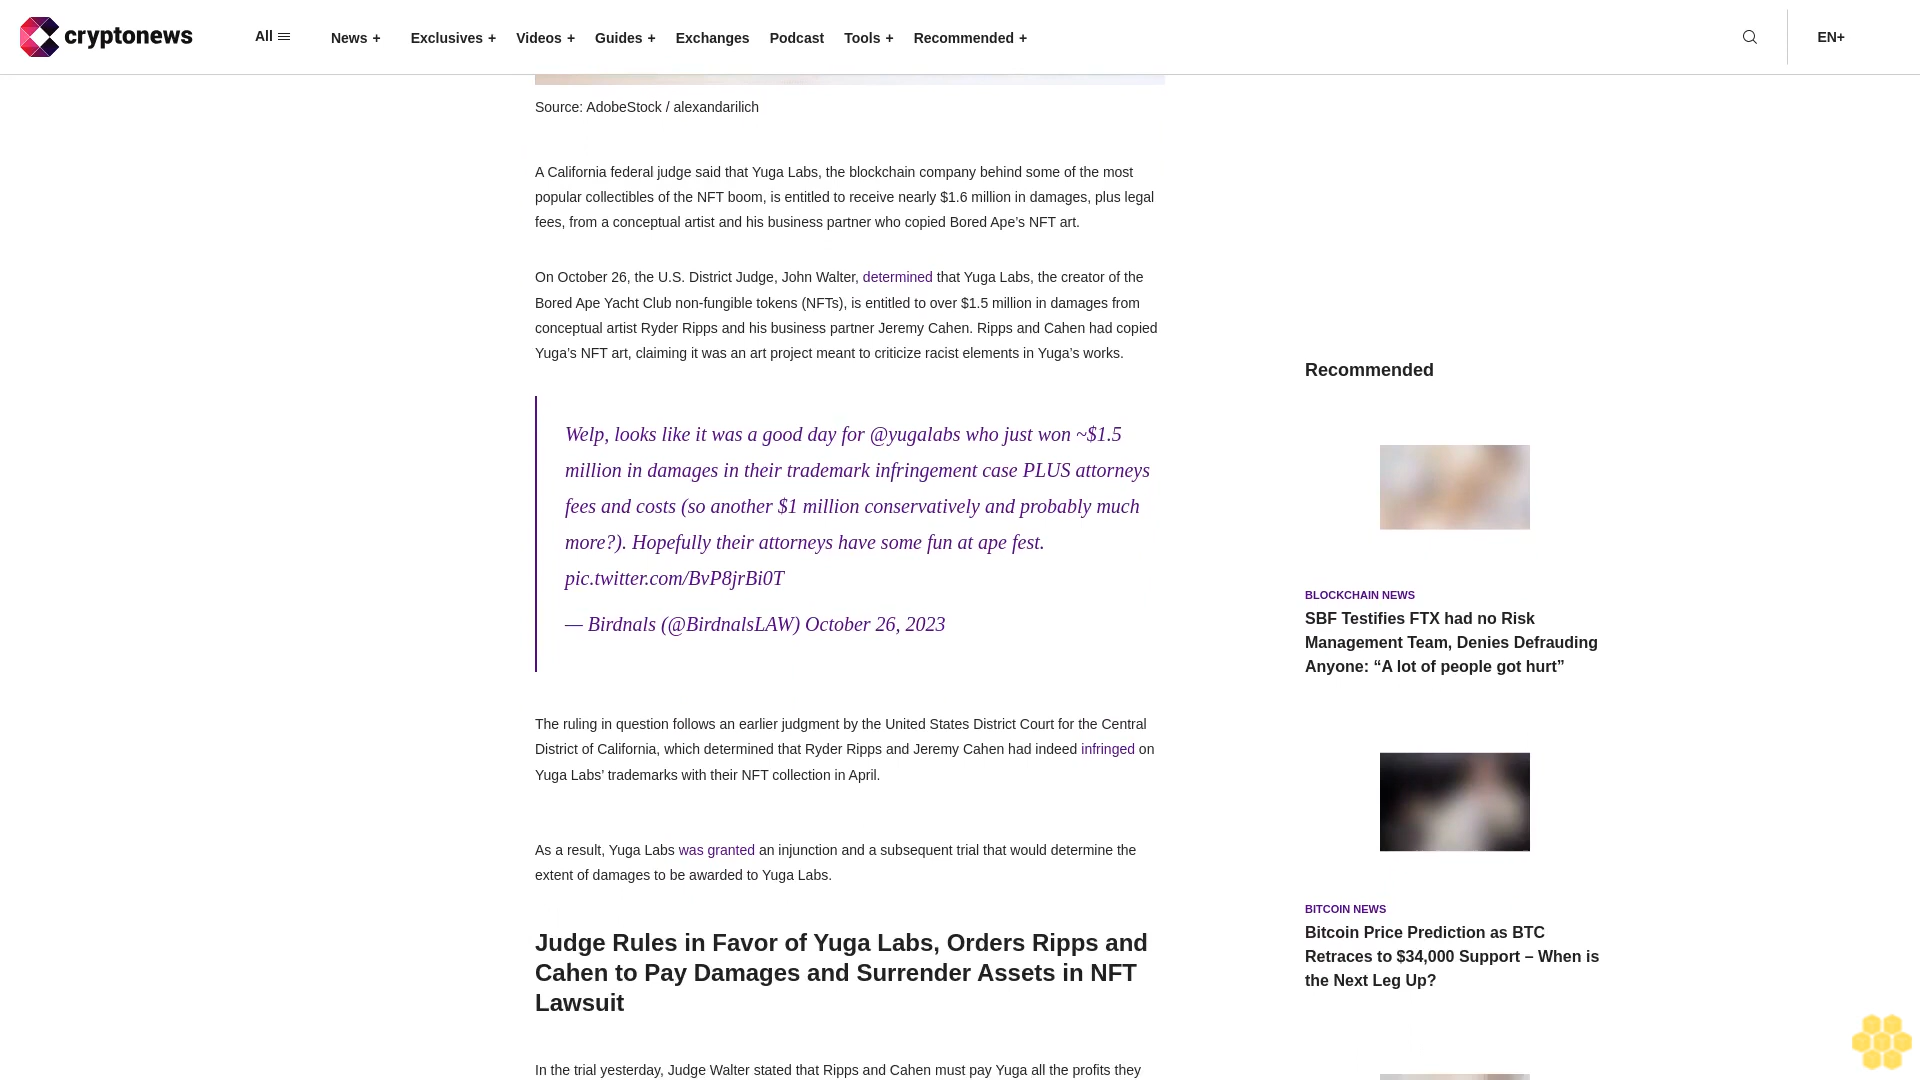 cryptonews
All
News +
Exclusives +
Videos +
Guides +
Exchanges
Podcast
Tools +
Recommended +
EN+
Source: AdobeStock / alexandarilich
A California federal judge said that Yuga Labs, the blockchain company behind some of the most
popular collectibles of the NFT boom, is entitled to receive nearly $1.6 million in damages, plus legal
fees, from a conceptual artist and his business partner who copied Bored Ape’s NFT art.
On October 26, the U.S. District Judge, John Walter, determined that Yuga Labs, the creator of the
Bored Ape Yacht Club non-fungible tokens (NFTs), is entitled to over $1.5 million in damages from
conceptual artist Ryder Ripps and his business partner Jeremy Cahen. Ripps and Cahen had copied
Yuga’s NFT art, claiming it was an art project meant to criticize racist elements in Yuga’s works.
Welp, looks like it was a good day for @yugalabs who just won ~$1.5
million in damages in their trademark infringement case PLUS attorneys
fees and costs (so another $1 million conservatively and probably much
more?). Hopefully their attorneys have some fun at ape fest.
pic.twitter.com/BvP8jrBi0T
— Birdnals (@BirdnalsLAW) October 26, 2023
The ruling in question follows an earlier judgment by the United States District Court for the Central
District of California, which determined that Ryder Ripps and Jeremy Cahen had indeed infringed on
Yuga Labs’ trademarks with their NFT collection in April.
As a result, Yuga Labs was granted an injunction and a subsequent trial that would determine the
extent of damages to be awarded to Yuga Labs.
Judge Rules in Favor of Yuga Labs, Orders Ripps and
Cahen to Pay Damages and Surrender Assets in NFT
Lawsuit
In the trial yesterday, Judge Walter stated that Ripps and Cahen must pay Yuga all the profits they
Recommended
BLOCKCHAIN NEWS
SBF Testifies FTX had no Risk
Management Team, Denies Defrauding
Anyone: “A lot of people got hurt”
BITCOIN NEWS
Bitcoin Price Prediction as BTC
Retraces to $34,000 Support – When is
the Next Leg Up?